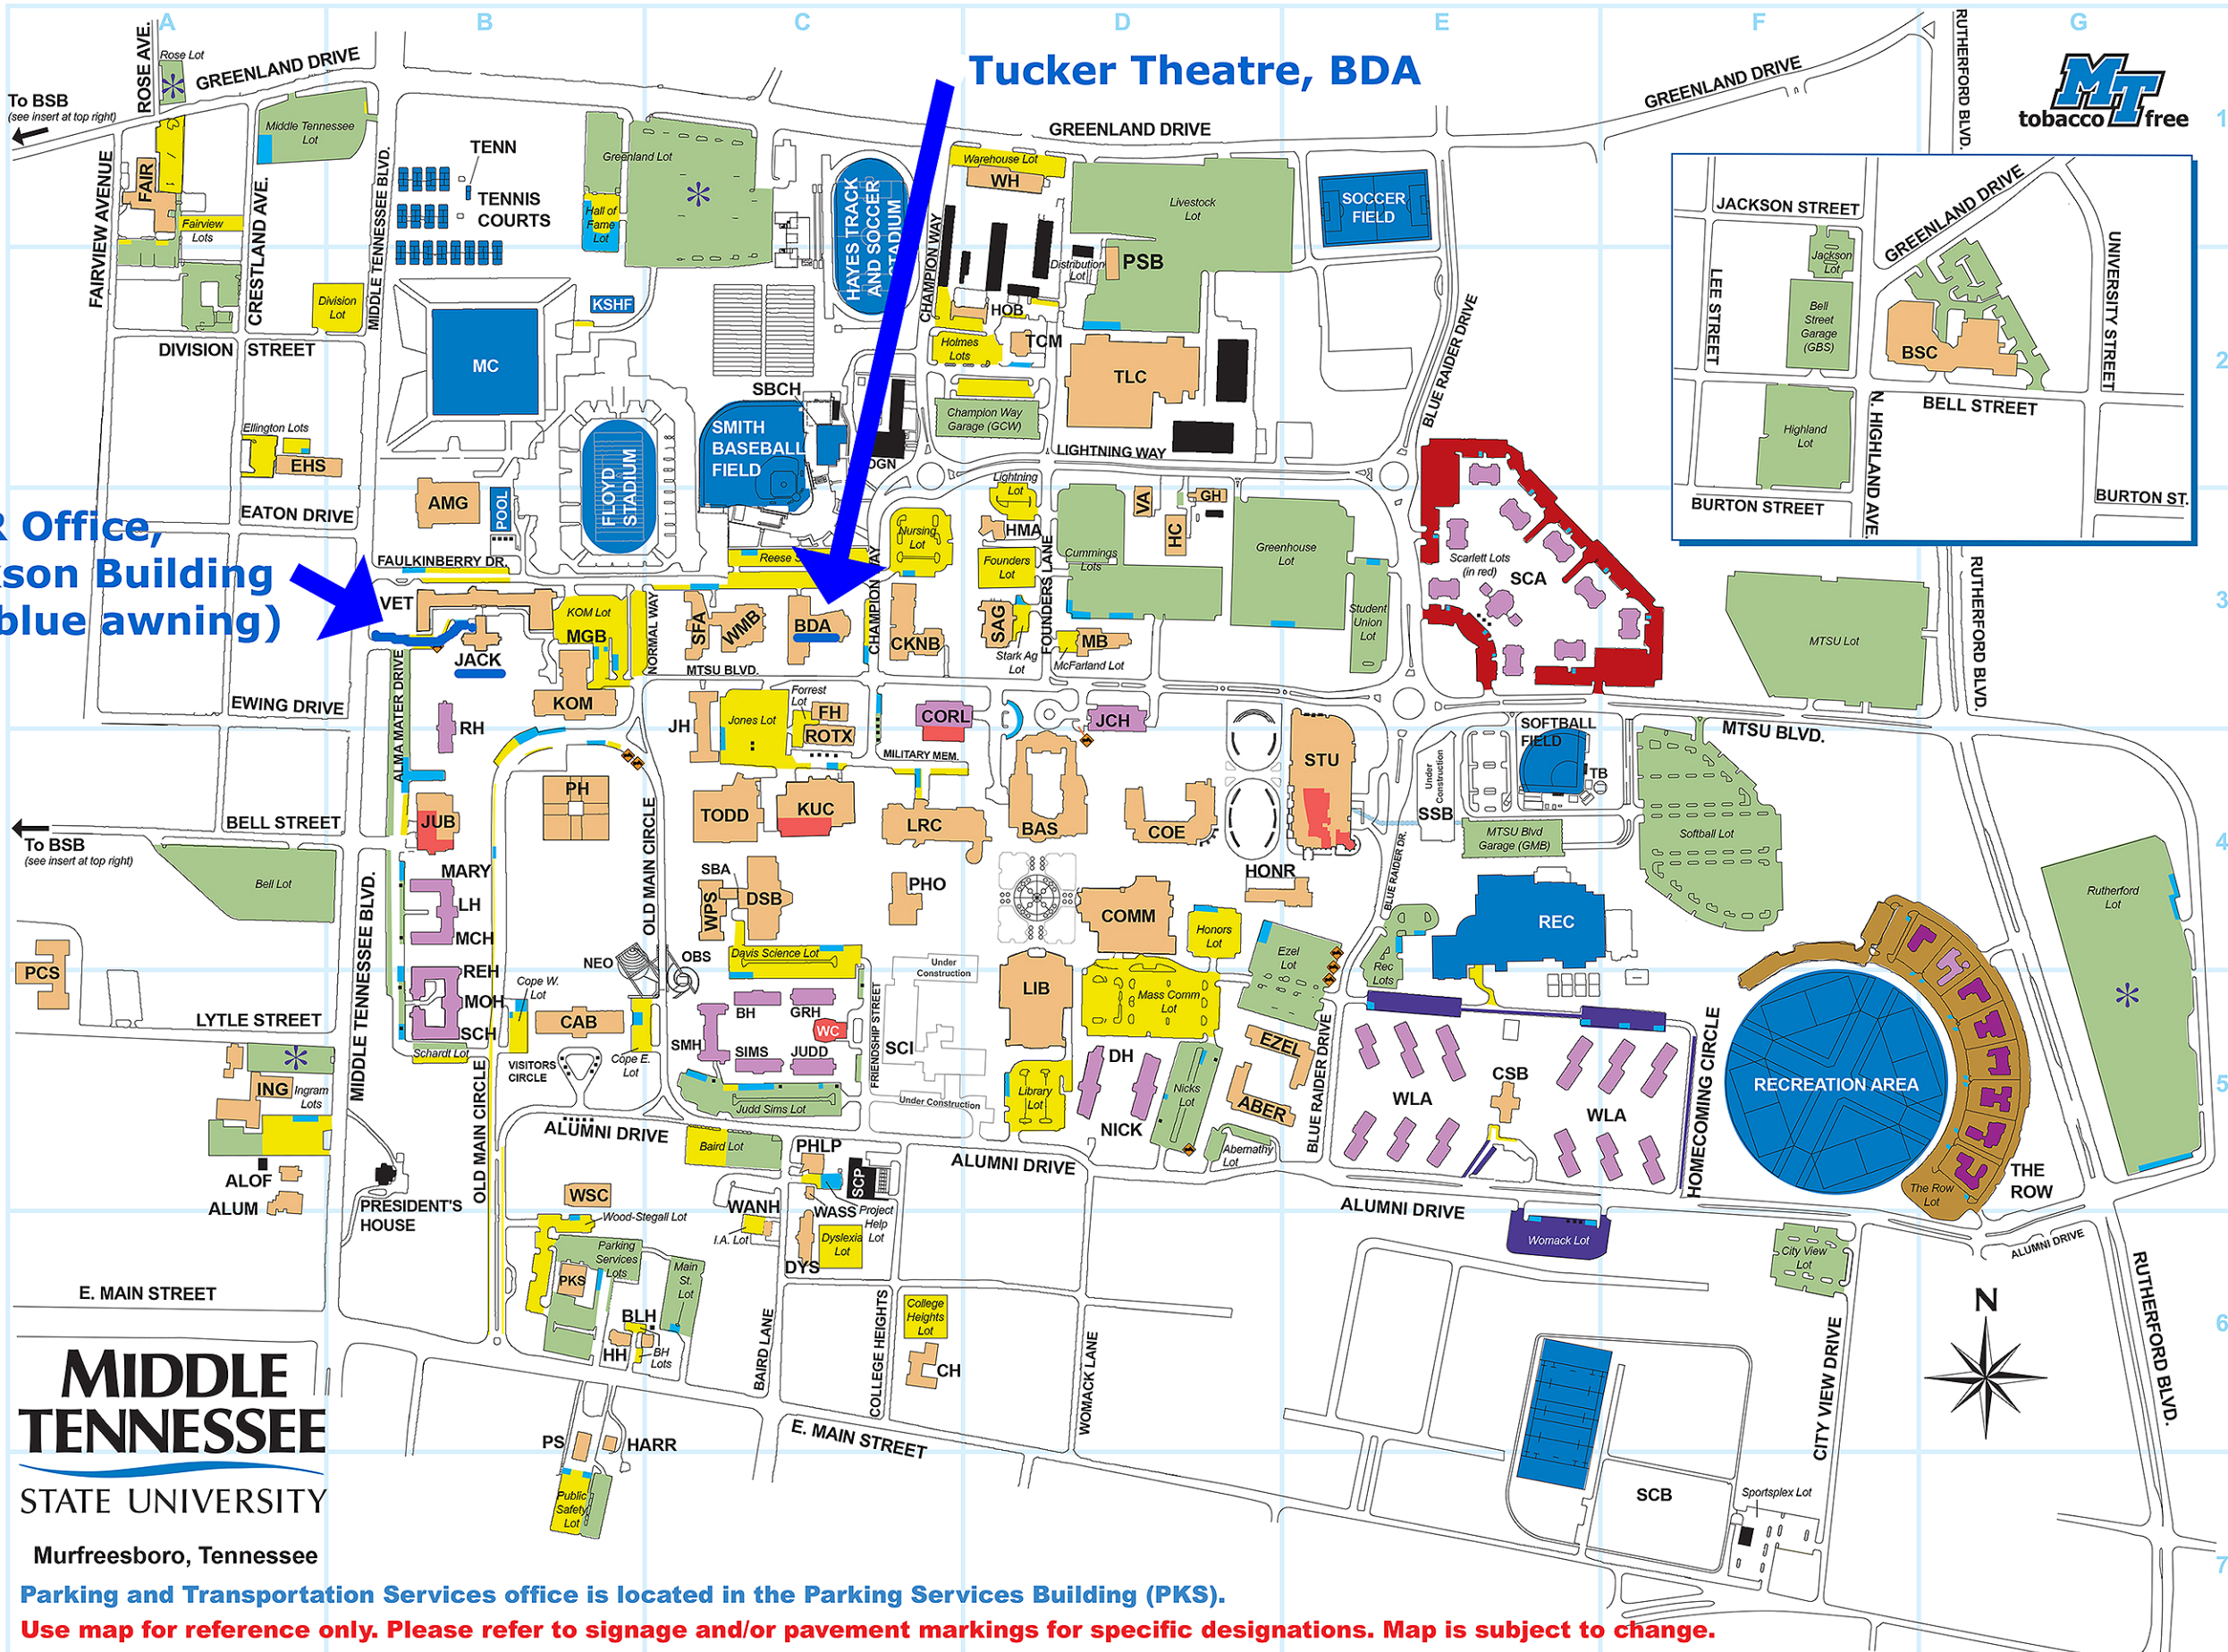 A
B
C
D
E
F
G
1
2
3
4
5
6
7
Tucker Theatre, BDA
R Office,
kson Building
blue awning)
MT
tobacco free
To BSB
(see insert at top right)
ROSE AVE.
Rose Lot
GREENLAND DRIVE
GREENLAND DRIVE
GREENLAND DRIVE
RUTHERFORD BLVD.
Middle Tennessee
Lot
FAIRVIEW AVENUE
FAIR
Fairview
Lots
CRESTLAND AVE.
MIDDLE TENNESSEE BLVD.
TENN
TENNIS
COURTS
Greenland Lot
Hall of
Fame
Lot
HAYES TRACK
AND SOCCER
STADIUM
CHAMPION WAY
Warehouse Lot
WH
Livestock
Lot
SOCCER
FIELD
Distribution
Lot
PSB
KSHF
Division
Lot
DIVISION STREET
MC
HOB
Holmes
Lots
TCM
TLC
SBCH
SMITH
BASEBALL
FIELD
Champion Way
Garage (GCW)
LIGHTNING WAY
BLUE RAIDER DRIVE
JACKSON STREET
GREENLAND DRIVE
Jackson
Lot
LEE STREET
Bell
Street
Garage
(GBS)
BSC
UNIVERSITY STREET
BELL STREET
Highland
Lot
N. HIGHLAND AVE.
BURTON STREET
BURTON ST.
Ellington Lots
EHS
EATON DRIVE
AMG
POOL
FLOYD
STADIUM
OGN
Lightning
Lot
Nursing
Lot
HMA
Founders
Lot
FOUNDERS LANE
Cummings
Lots
VA
HC
GH
Greenhouse
Lot
Student
Union
Lot
Scarlett Lots
(in red)
SCA
MTSU Lot
RUTHERFORD BLVD.
FAULKINBERRY DR.
Reese S
VET
JACK
KOM Lot
MGB
KOM
NORMAL WAY
SFA
WMB
BDA
CHAMPION WAY
CKNB
SAG
Stark Ag
Lot
MB
McFarland Lot
MTSU BLVD.
MTSU BLVD.
EWING DRIVE
ALMA MATER DRIVE
RH
JH
Jones Lot
Forrest
Lot
FH
ROTX
CORL
MILITARY MEM.
JCH
STU
SOFTBALL
FIELD
TB
Under
Construction
SSB
MTSU Blvd
Garage (GMB)
Softball Lot
PH
JUB
BELL STREET
To BSB
(see insert at top right)
Bell Lot
OLD MAIN CIRCLE
TODD
KUC
LRC
BAS
COE
HONR
BLUE RAIDER DR.
REC
Rutherford
Lot
MARY
LH
MCH
REH
MOH
SCH
Schardt Lot
SBA
WPS
DSB
PHO
COMM
Honors
Lot
Ezel
Lot
Rec
Lots
Davis Science Lot
NEO
OBS
Under
Construction
LIB
Mass Comm
Lot
PCS
LYTLE STREET
MIDDLE TENNESSEE BLVD.
Cope W.
Lot
CAB
VISITORS
CIRCLE
Cope E.
Lot
BH
GRH
WC
SMH
SIMS
JUDD
Judd Sims Lot
FRIENDSHIP STREET
SCI
Under Construction
Library
Lot
DH
NICK
Nicks
Lot
EZEL
ABER
Abernathy
Lot
BLUE RAIDER DRIVE
WLA
CSB
WLA
HOMECOMING CIRCLE
RECREATION AREA
THE
ROW
The Row
Lot
ING
Ingram
Lots
ALOF
ALUM
PRESIDENT'S
HOUSE
OLD MAIN CIRCLE
ALUMNI DRIVE
Baird Lot
PHLP
SCP
ALUMNI DRIVE
ALUMNI DRIVE
ALUMNI DRIVE
WSC
Wood-Stegall Lot
WANH
I.A. Lot
WASS
Project
Help
Lot
Dyslexia
Lot
DYS
Womack Lot
City View
Lot
Parking
Services
Lots
PKS
Main
St.
Lot
BLH
HH
BH
Lots
BAIRD LANE
COLLEGE HEIGHTS
College
Heights
Lot
CH
WOMACK LANE
CITY VIEW DRIVE
RUTHERFORD BLVD.
N
E. MAIN STREET
E. MAIN STREET
PS
HARR
Public
Safety
Lot
SCB
Sportsplex Lot
MIDDLE
TENNESSEE
STATE UNIVERSITY
Murfreesboro, Tennessee
Parking and Transportation Services office is located in the Parking Services Building (PKS).
Use map for reference only. Please refer to signage and/or pavement markings for specific designations. Map is subject to change.